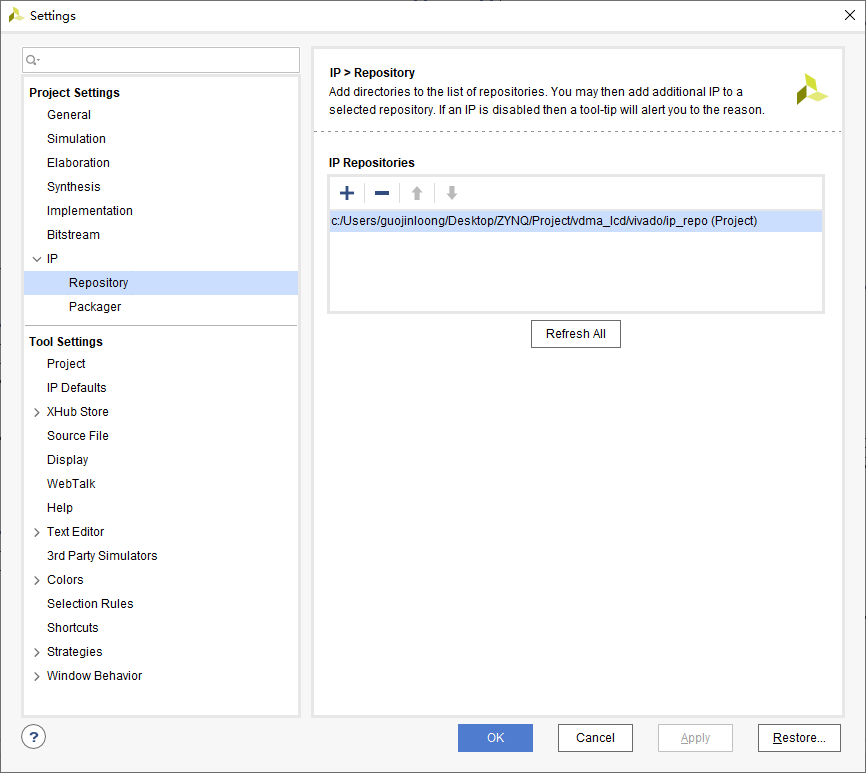 Settings
Project Settings
General
Simulation
Elaboration
Synthesis
Implementation
Bitstream
IP
Repository
Packager
Tool Settings
Project
IP Defaults
XHub Store
Source File
Display
WebTalk
Help
Text Editor
3rd Party Simulators
Colors
Selection Rules
Shortcuts
Strategies
Window Behavior
IP > Repository
Add directories to the list of repositories. You may then add additional IP to a
selected repository. If an IP is disabled then a tool-tip will alert you to the reason.
IP Repositories
c:/Users/guojinloong/Desktop/ZYNQ/Project/vdma_lcd/vivado/ip_repo (Project)
Refresh All
?
OK
Cancel
Apply
Restore...